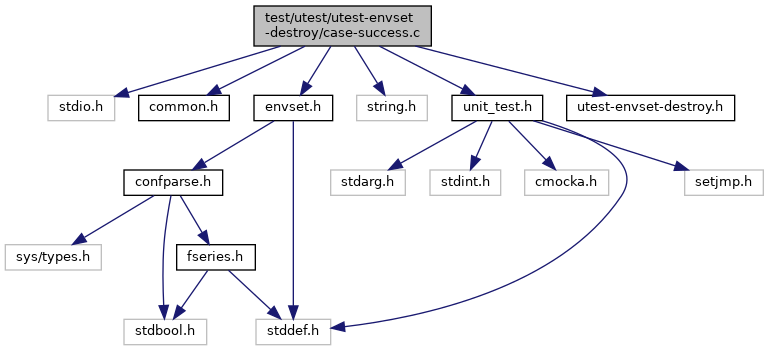 test/utest/utest-envset
-destroy/case-success.c
stdio.h
common.h
envset.h
string.h
unit_test.h
utest-envset-destroy.h
confparse.h
stdarg.h
stdint.h
cmocka.h
setjmp.h
sys/types.h
fseries.h
stdbool.h
stddef.h